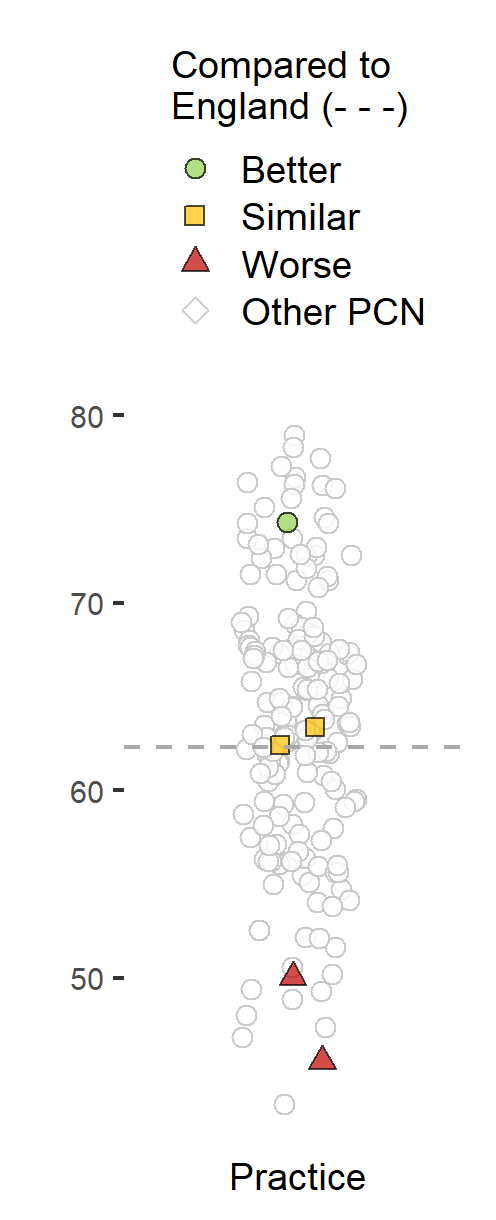 Compared to
England (- - -)
Better
Similar
Worse
Other PCN
80
70
60
50
Practice